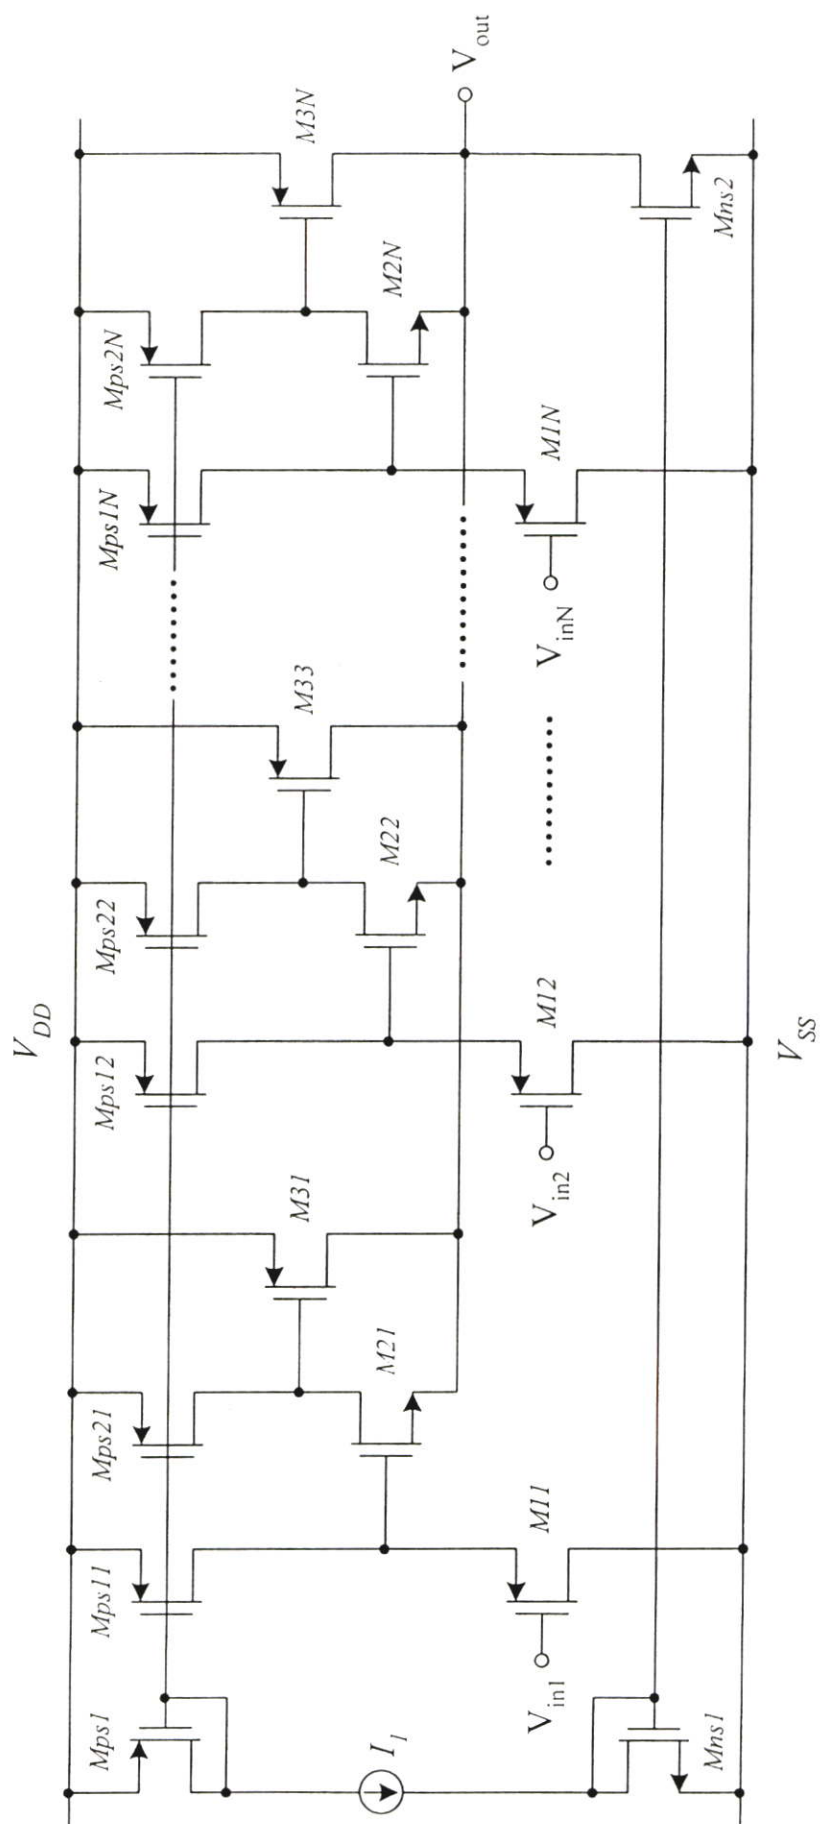 V_DD
Mps1
Mps11
Mps21
Mps12
Mps22
Mps1N
Mps2N
M31
M33
M3N
M21
M22
M2N
V_out
I_1
M11
M12
M1N
V_in1
V_in2
V_inN
Mns1
Mns2
V_SS